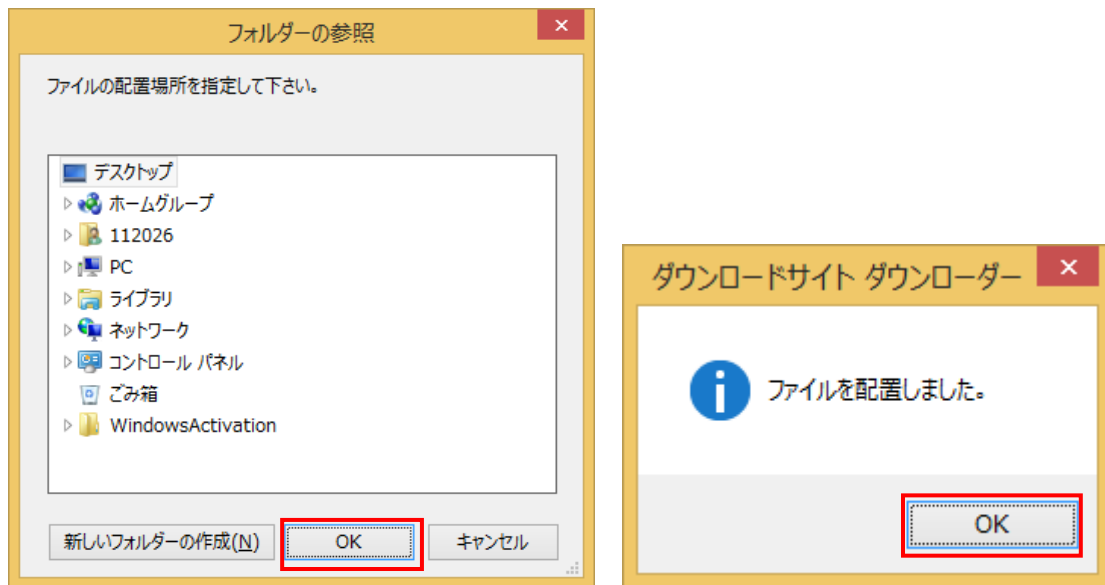 フォルダーの参照
ファイルの配置場所を指定して下さい。
デスクトップ
ホームグループ
112026
PC
ライブラリ
ネットワーク
コントロール パネル
ごみ箱
WindowsActivation
新しいフォルダーの作成(N)
OK
キャンセル
ダウンロードサイト ダウンローダー
ファイルを配置しました。
OK